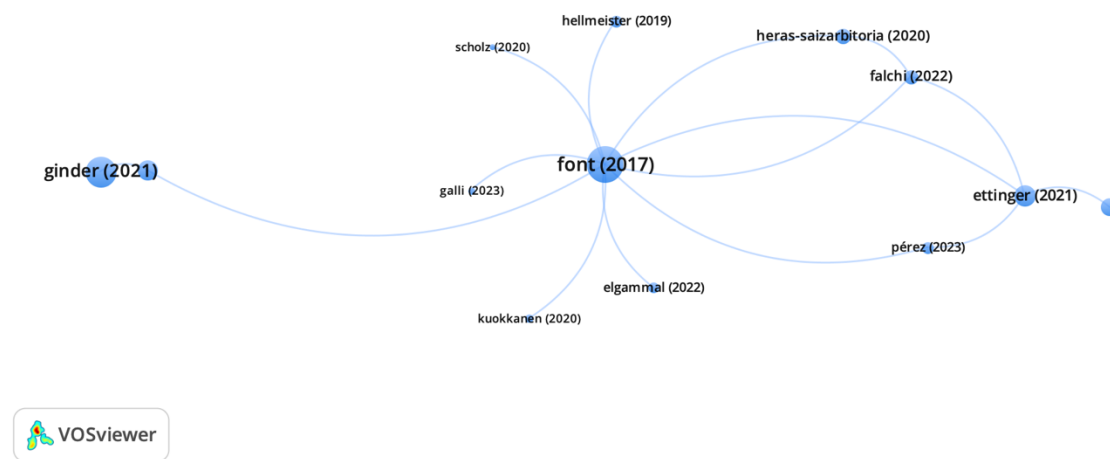 hellmeister (2019)
heras-saizarbitoria (2020)
scholz (2020)
falchi (2022)
ginder (2021)
font (2017)
galli (2023)
ettinger (2021)
pérez (2023)
elgammal (2022)
kuokkanen (2020)
VOSviewer